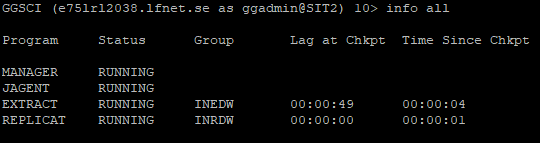 GGSCI (e75lrl2038.lfnet.se as ggadmin@SIT2) 10> info all
Program Status Group Lag at Chkpt Time Since Chkpt
MANAGER RUNNING
JAGENT RUNNING
EXTRACT RUNNING INEDW 00:00:49 00:00:04
REPLICAT RUNNING INRDW 00:00:00 00:00:01